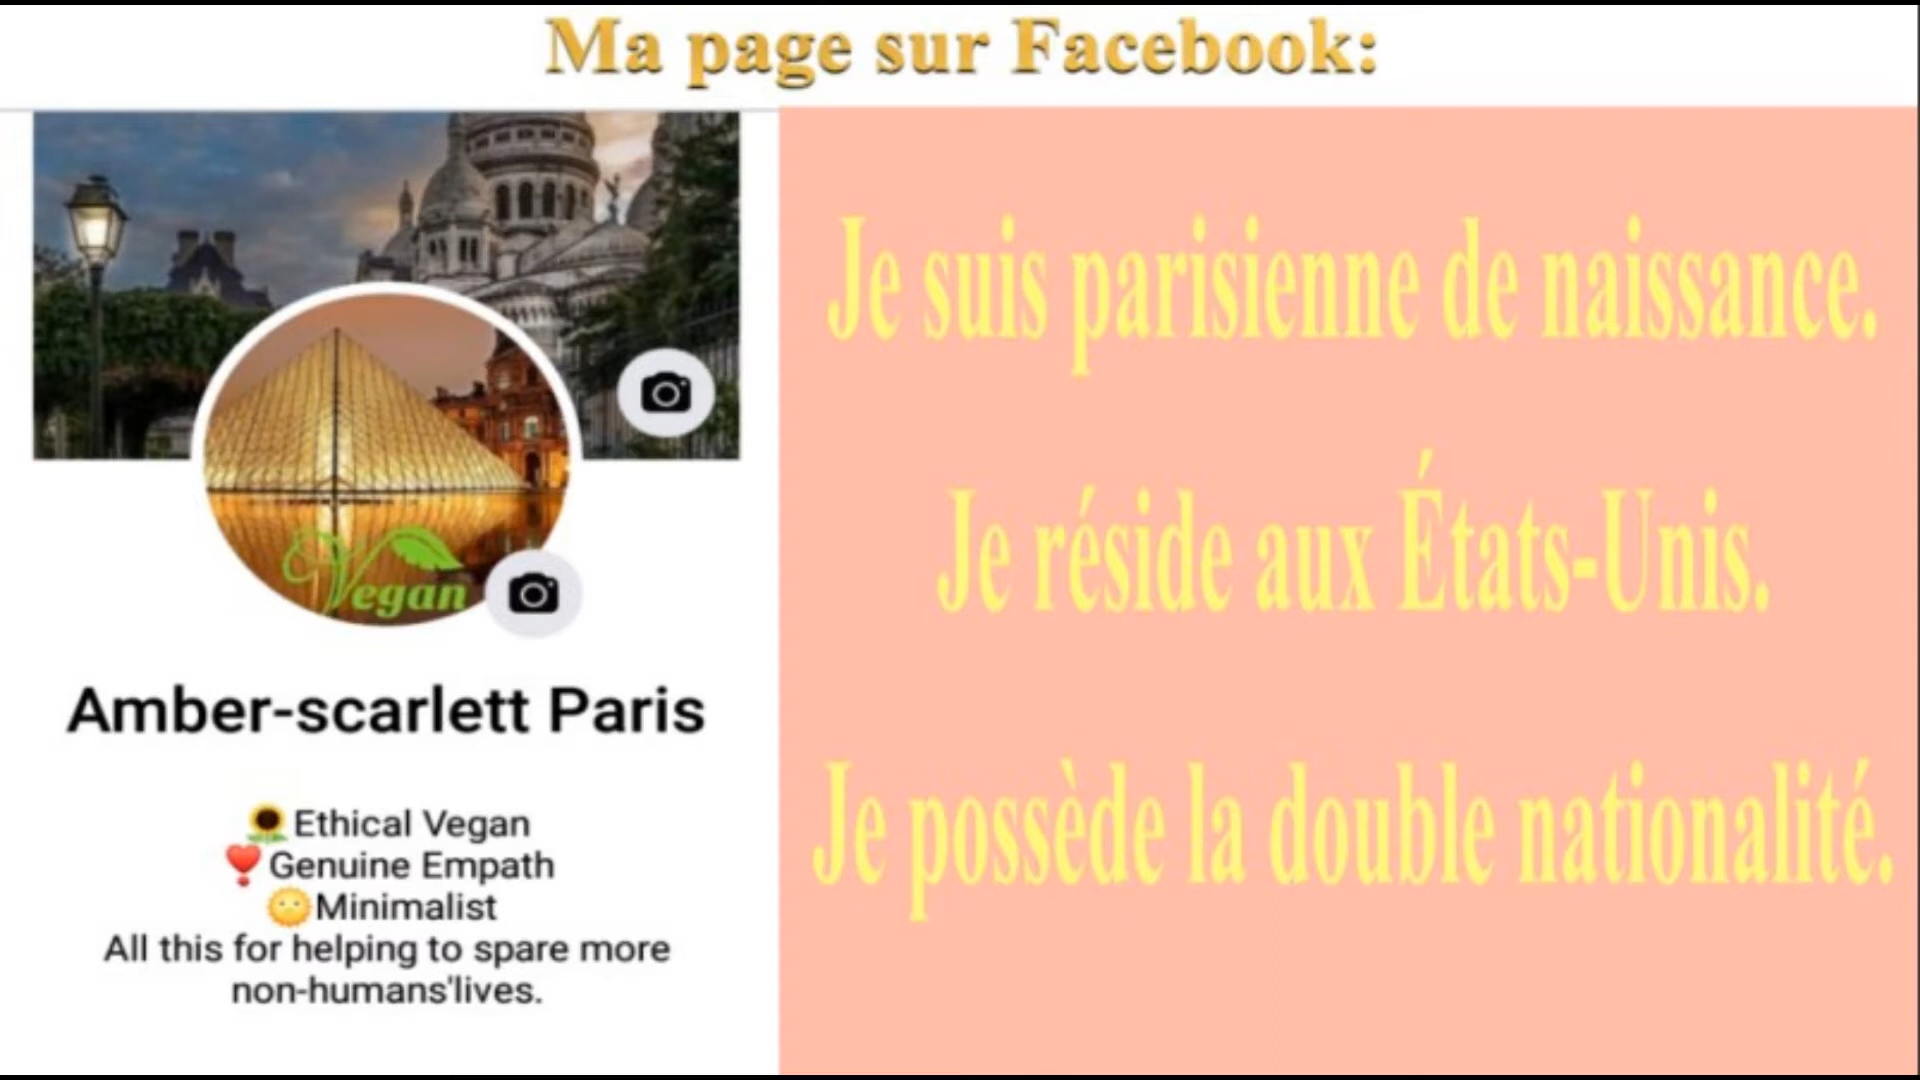 Ma page sur Facebook:
Vegan
Amber-scarlett Paris
🌻Ethical Vegan
❣️Genuine Empath
🌞Minimalist
All this for helping to spare more
non-humans'lives.
Je suis parisienne de naissance.
Je réside aux États-Unis.
Je possède la double nationalité.